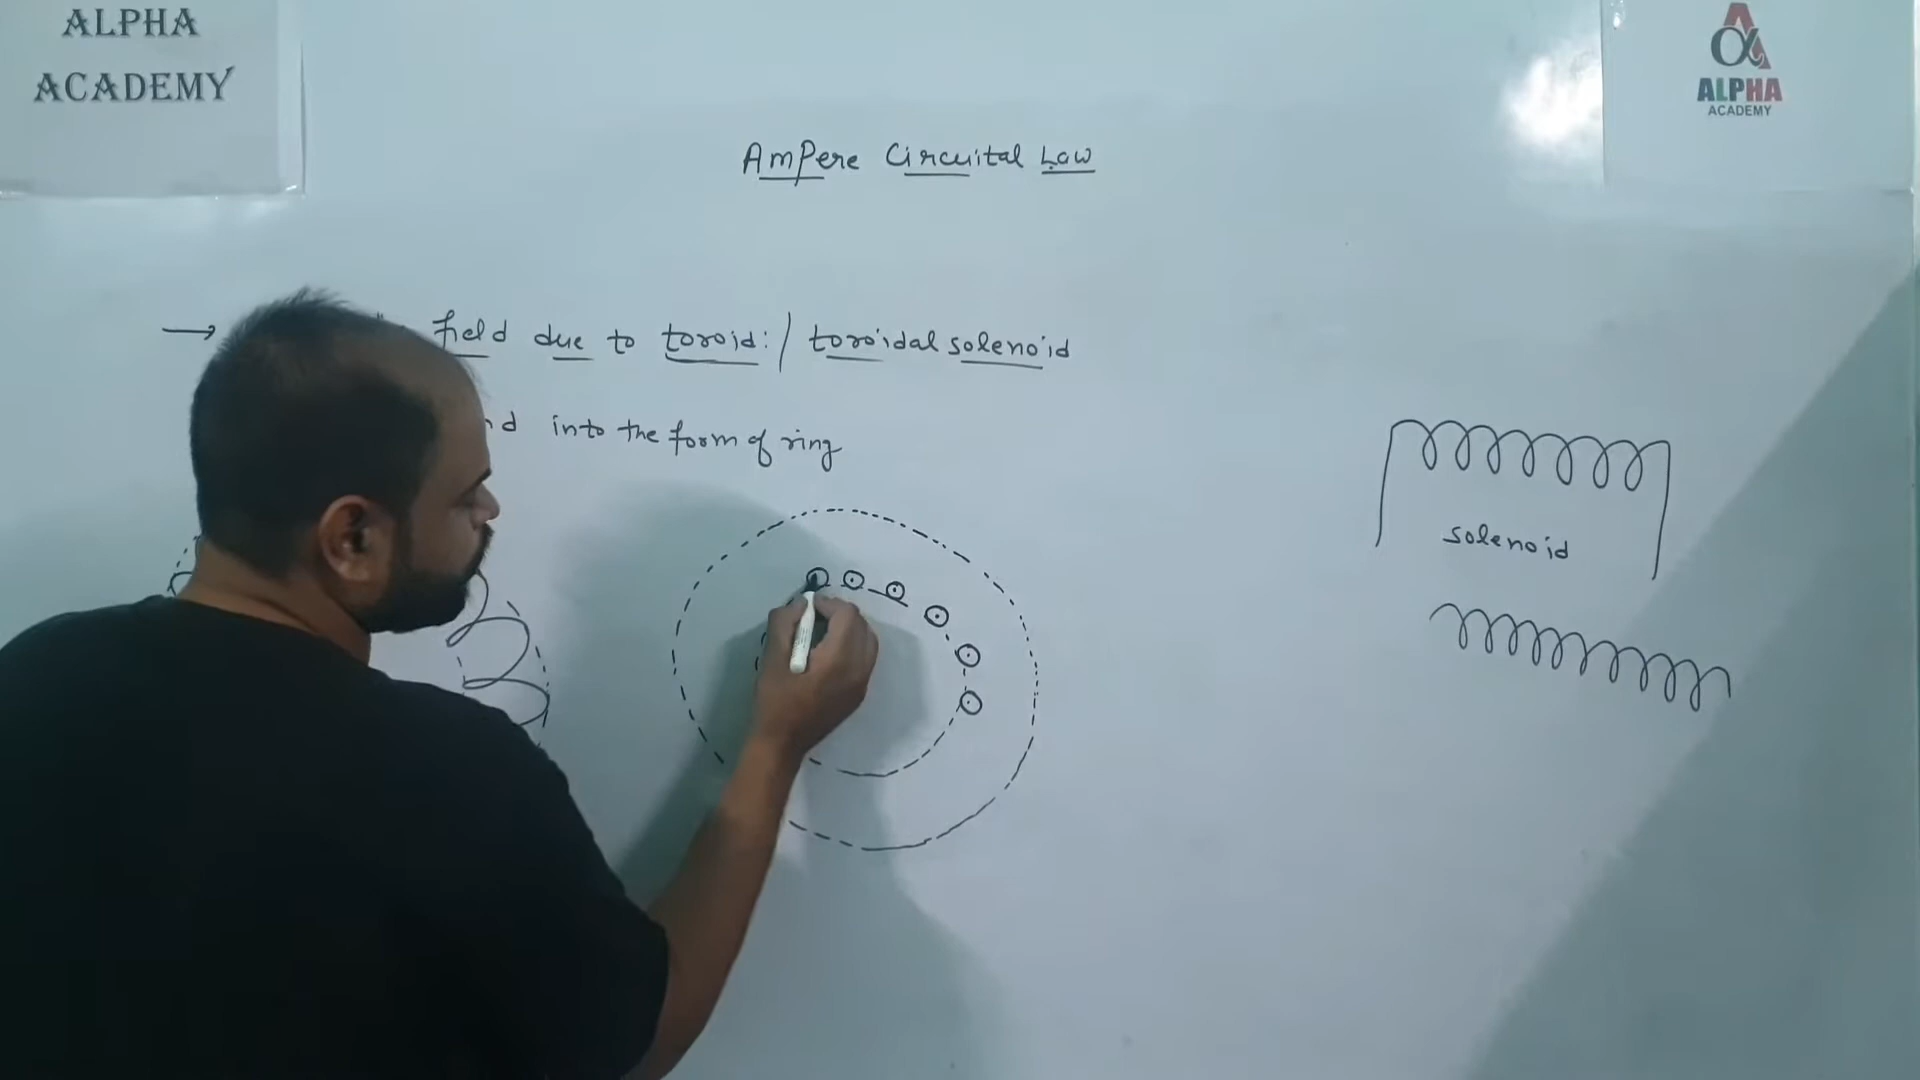 ALPHA
ACADEMY
ALPHA
ACADEMY
Ampere Circuital Law
→ field due to toroid: / toroidal solenoid
into the form of ring
solenoid